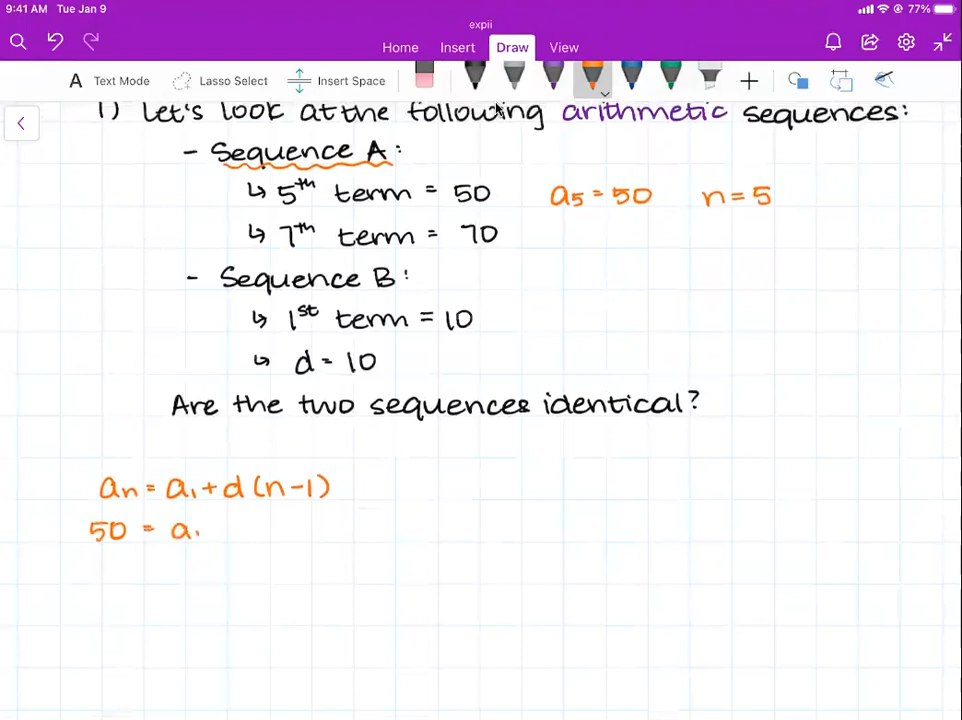 9:41 AM Tue Jan 9
77%
expii
Home Insert Draw View
A Text Mode Lasso Select Insert Space
1) Let's look at the following arithmetic sequences:
- Sequence A:
↳ 5th term = 50 a5 = 50 n = 5
↳ 7th term = 70
- Sequence B:
↳ 1st term = 10
↳ d = 10
Are the two sequences identical?
an = a1 + d (n-1)
50 = a1